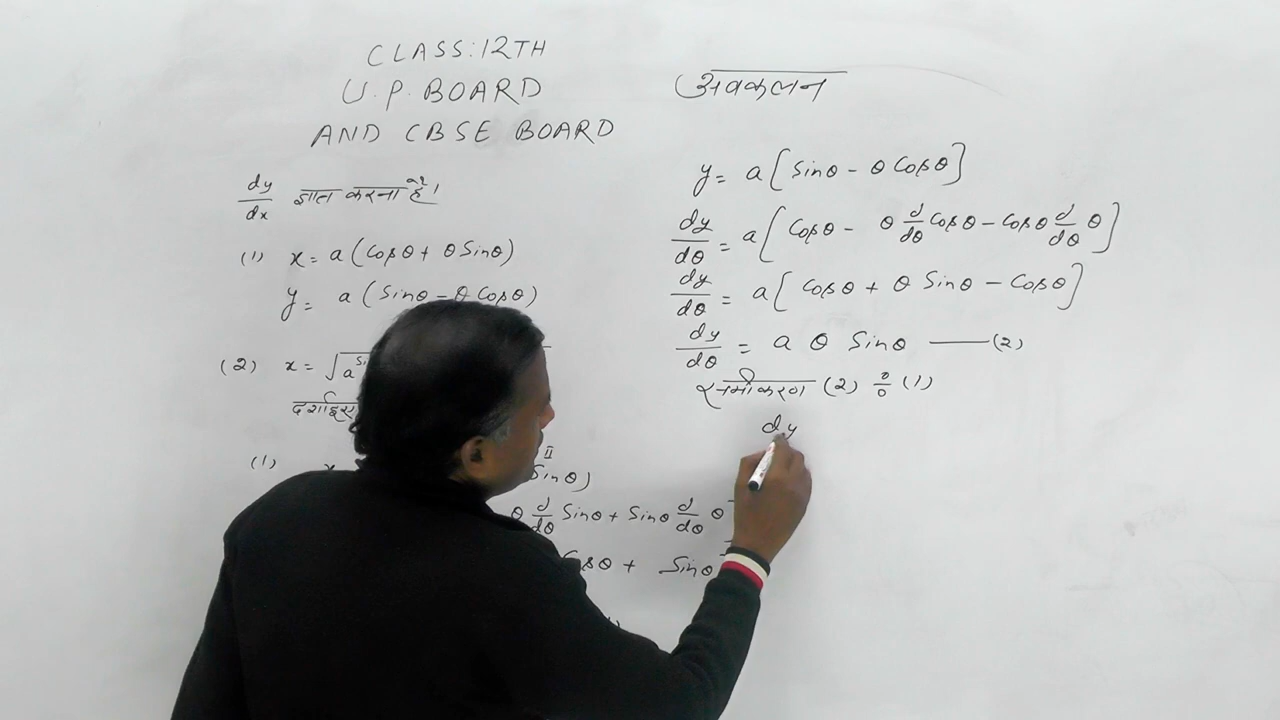 CLASS:12TH
U.P. BOARD
AND CBSE BOARD
dy/dx ज्ञात करना है।
(1) x = a(Cosθ + θ Sinθ)
y = a (Sinθ - θ Cosθ)
(2) x = √a^Si
(1) x
II
Sinθ)
θ d/dθ Sinθ + Sinθ d/dθ θ
Cosθ + Sinθ
अवकलन
y = a[Sinθ - θ Cosθ]
dy/dθ = a[Cosθ - θ d/dθ Cosθ - Cosθ d/dθ θ]
dy/dθ = a[Cosθ + θ Sinθ - Cosθ]
dy/dθ = a θ Sinθ —— (2)
समीकरण (2) ÷ (1)
dy